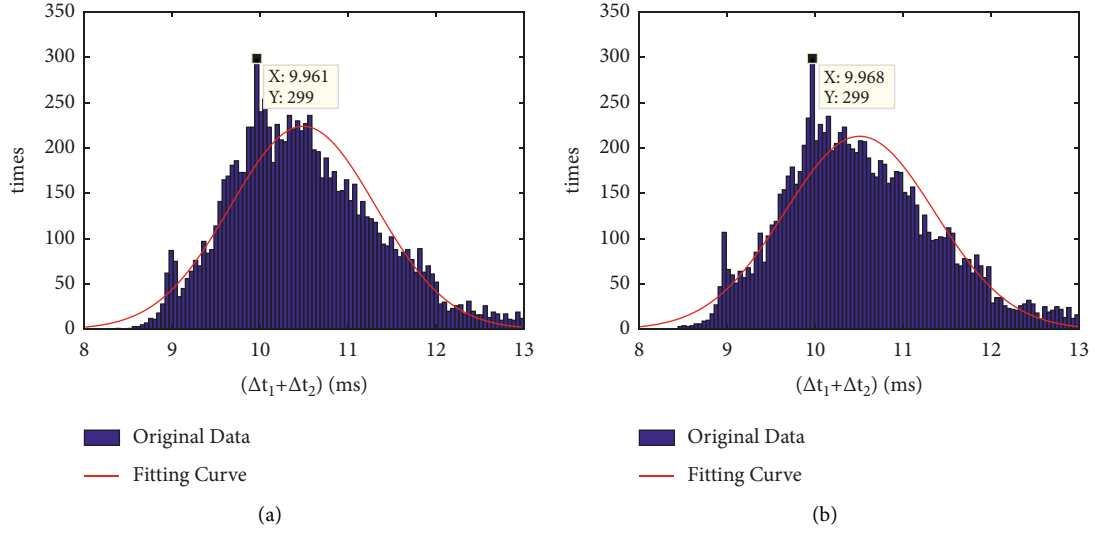 350
300
250
200
150
100
50
0
times
X: 9.961
Y: 299
8 9 10 11 12 13
(Δt₁+Δt₂) (ms)
Original Data
Fitting Curve
(a)
350
300
250
200
150
100
50
0
times
X: 9.968
Y: 299
8 9 10 11 12 13
(Δt₁+Δt₂) (ms)
Original Data
Fitting Curve
(b)